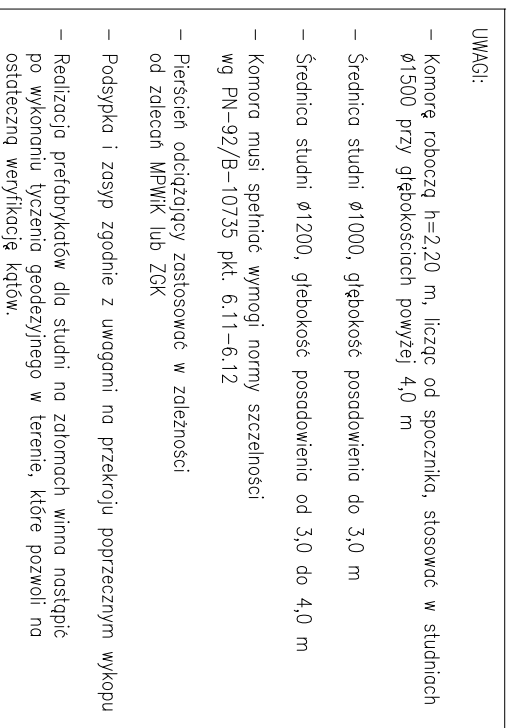 UWAGI:
– Komorę roboczą h=2,20 m, licząc od spocznika, stosować w studniach
ø1500 przy głębokościach powyżej 4,0 m
– Średnica studni ø1000, głębokość posadowienia do 3,0 m
– Średnica studni ø1200, głebokość posadowienia od 3,0 do 4,0 m
– Komora musi spełniać wymogi normy szczelności
wg PN–92/B–10735 pkt. 6.11–6.12
– Pierścień odciążający zastosować w zależności
od zalecań MPWiK lub ZGK
– Podsypka i zasyp zgodnie z uwagami na przekroju poprzecznym wykopu
– Realizacja prefabrykatów dla studni na załomach winna nastąpić
po wykonaniu tyczenia geodezyjnego w terenie, które pozwoli na
ostateczną weryfikację kątów.